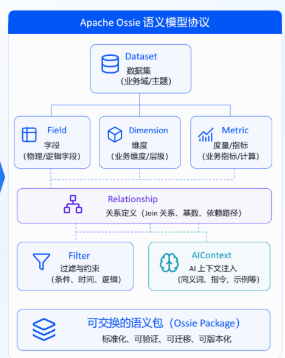 Apache Ossie 语义模型协议
Dataset
数据集
(业务域/主题)
Field
字段
(物理/逻辑字段)
Dimension
维度
(业务维度/层级)
Metric
度量/指标
(业务指标/计算)
Relationship
关系定义（Join 关系、基数、依赖路径）
Filter
过滤与约束
(条件、时间、逻辑)
AIContext
AI 上下文注入
(同义词、指令、示例等)
可交换的语义包（Ossie Package）
标准化、可验证、可迁移、可版本化